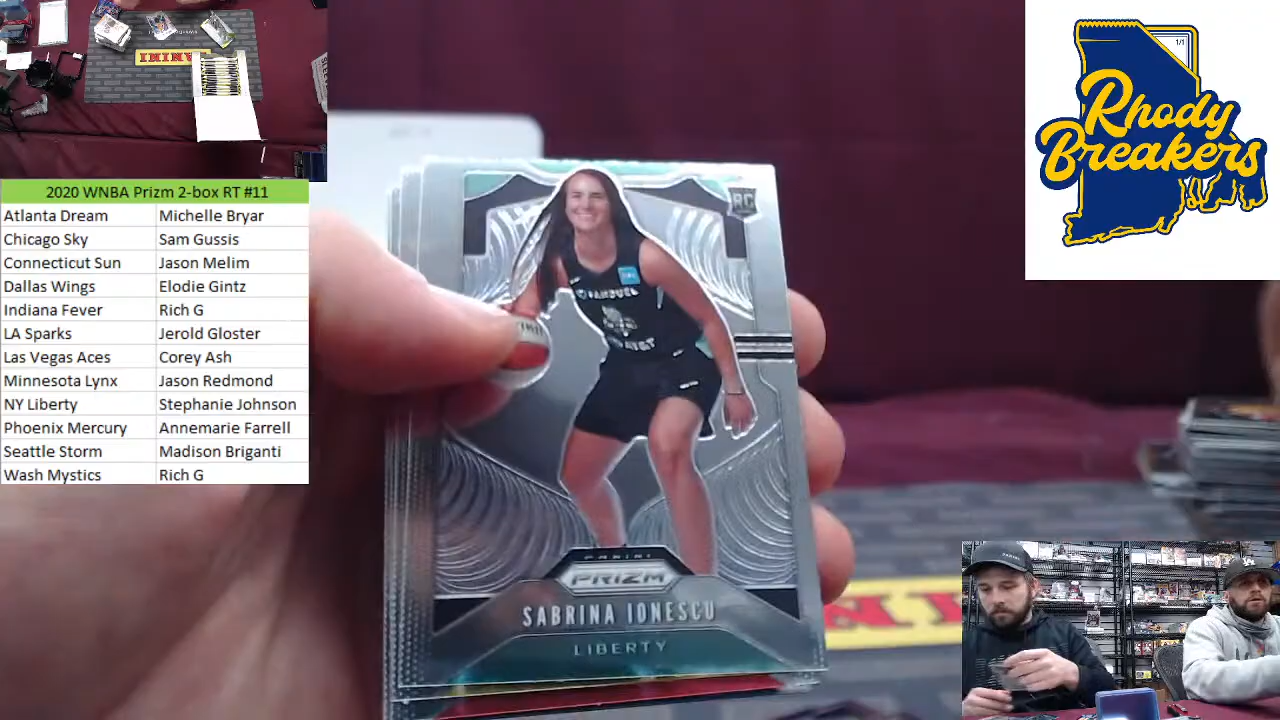 2020 WNBA Prizm 2-box RT #11
Atlanta Dream Michelle Bryar
Chicago Sky Sam Gussis
Connecticut Sun Jason Melim
Dallas Wings Elodie Gintz
Indiana Fever Rich G
LA Sparks Jerold Gloster
Las Vegas Aces Corey Ash
Minnesota Lynx Jason Redmond
NY Liberty Stephanie Johnson
Phoenix Mercury Annemarie Farrell
Seattle Storm Madison Briganti
Wash Mystics Rich G
1/1
Rhody
Breakers
RC
PANINI
PRIZM
SABRINA IONESCU
LIBERTY